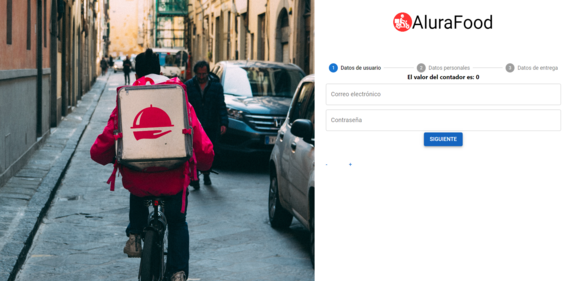 AluraFood
1 Datos de usuario 2 Datos personales 3 Datos de entrega
El valor del contador es: 0
Correo electrónico
Contraseña
SIGUIENTE